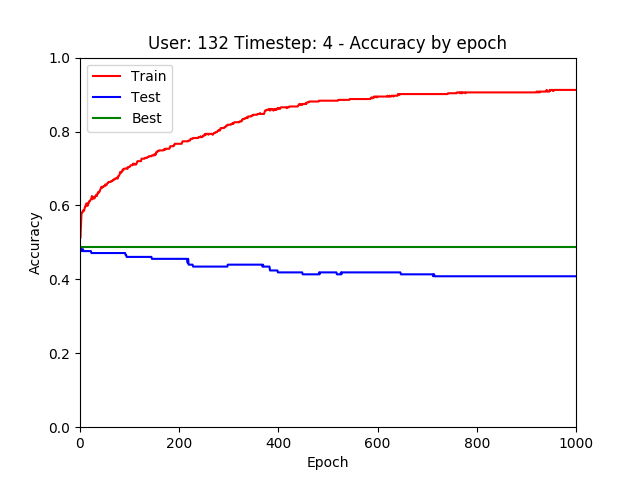 User: 132 Timestep: 4 - Accuracy by epoch
Train
Test
Best
Accuracy
1.0
0.8
0.6
0.4
0.2
0.0
0 200 400 600 800 1000
Epoch